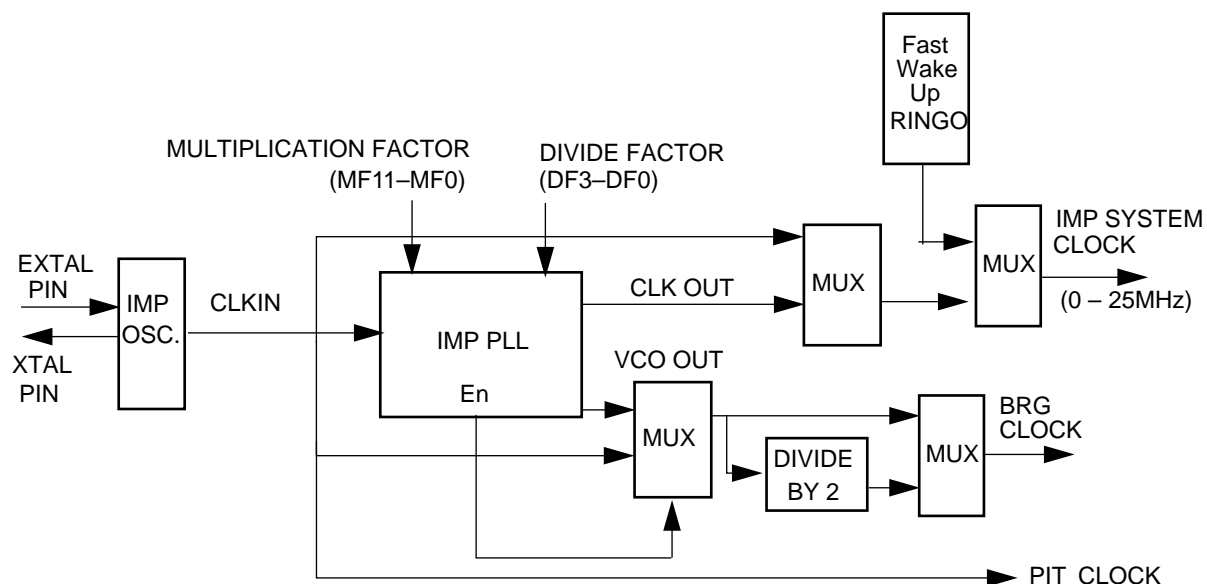 Fast
Wake
Up
RINGO
MULTIPLICATION FACTOR
(MF11–MF0)
DIVIDE FACTOR
(DF3–DF0)
EXTAL
PIN
XTAL
PIN
IMP
OSC.
CLKIN
IMP PLL
En
CLK OUT
VCO OUT
MUX
MUX
IMP SYSTEM
CLOCK
(0 – 25MHz)
MUX
DIVIDE
BY 2
MUX
BRG
CLOCK
PIT CLOCK